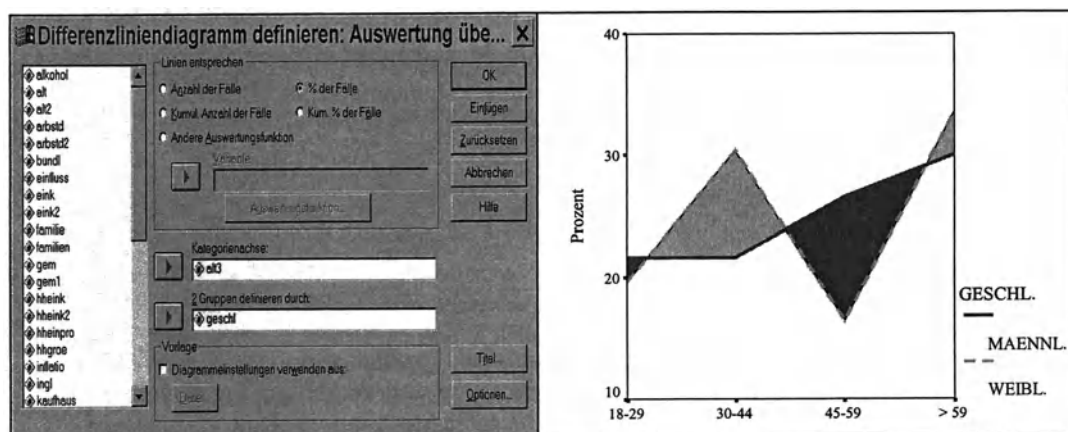 Differenzliniendiagramm definieren: Auswertung übe...
alkohol
alt
alt2
arbstd
arbstd2
bundl
einfluss
eink
eink2
familie
familien
gem
gem1
hheink
hheink2
hheinpro
hhgroe
inflatio
ingl
kaufhaus
Linien entsprechen
Anzahl der Fälle
% der Fälle
Kumul. Anzahl der Fälle
Kum. % der Fälle
Andere Auswertungsfunktion
Variable
Auswertungsfunktion...
Kategorienachse:
alt3
2 Gruppen definieren durch:
geschl
Vorlage
Diagrammeinstellungen verwenden aus:
Datei...
OK
Einfügen
Zurücksetzen
Abbrechen
Hilfe
Titel...
Optionen...
40
30
20
10
Prozent
18-29
30-44
45-59
> 59
GESCHL.
MAENNL.
WEIBL.